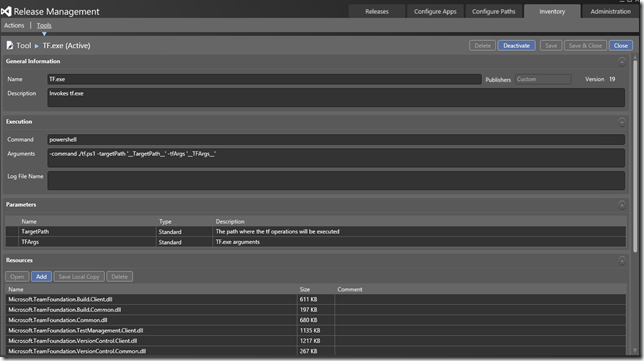 Release Management
Releases Configure Apps Configure Paths Inventory Administration
Actions | Tools
Tool ▸ TF.exe (Active)
Delete Deactivate Save Save & Close Close
General Information
Name TF.exe Publishers Custom Version 19
Description Invokes tf.exe
Execution
Command powershell
Arguments -command ./tf.ps1 -targetPath '__TargetPath__' -tfArgs '__TFArgs__'
Log File Name
Parameters
Name Type Description
TargetPath Standard The path where the tf operations will be executed
TFArgs Standard TF.exe arguments
Resources
Open Add Save Local Copy Delete
Name Size Comment
Microsoft.TeamFoundation.Build.Client.dll 611 KB
Microsoft.TeamFoundation.Build.Common.dll 197 KB
Microsoft.TeamFoundation.Common.dll 680 KB
Microsoft.TeamFoundation.TestManagement.Client.dll 1135 KB
Microsoft.TeamFoundation.VersionControl.Client.dll 1217 KB
Microsoft.TeamFoundation.VersionControl.Common.dll 267 KB